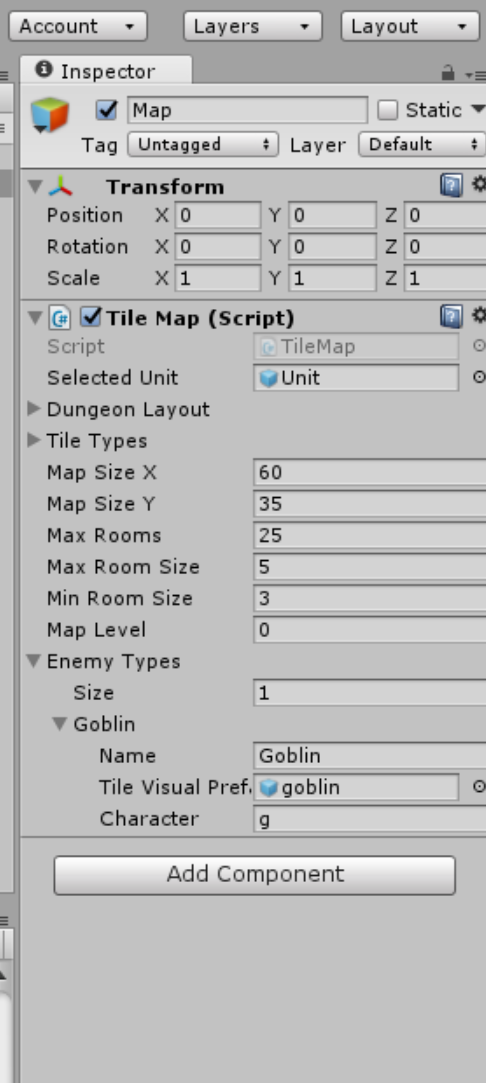 Account Layers Layout
Inspector
Map Static
Tag Untagged Layer Default
Transform
Position X 0 Y 0 Z 0
Rotation X 0 Y 0 Z 0
Scale X 1 Y 1 Z 1
Tile Map (Script)
Script TileMap
Selected Unit Unit
Dungeon Layout
Tile Types
Map Size X 60
Map Size Y 35
Max Rooms 25
Max Room Size 5
Min Room Size 3
Map Level 0
Enemy Types
Size 1
Goblin
Name Goblin
Tile Visual Pref goblin
Character g
Add Component